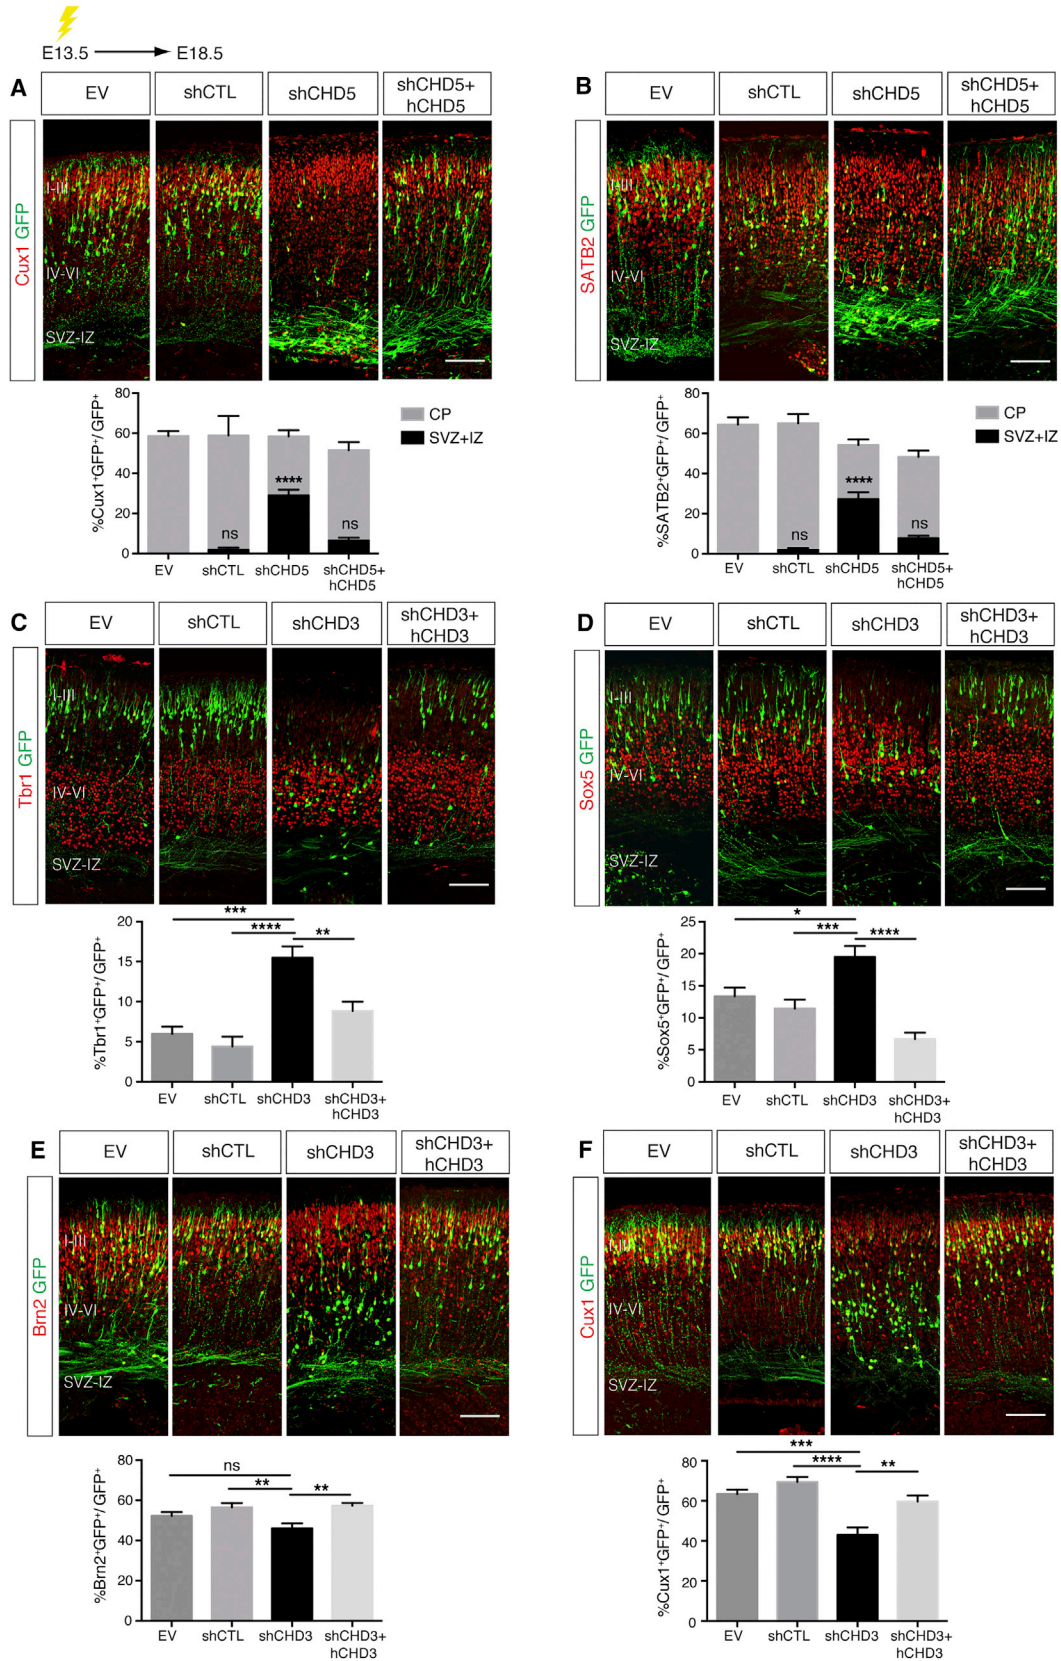 E13.5 E18.5
A
EV shCTL shCHD5 shCHD5+
hCHD5
Cux1 GFP
I-III
IV-VI
SVZ-IZ
%Cux1+GFP+/ GFP+
80
60
40
20
0
ns
****
ns
CP
SVZ+IZ
EV shCTL shCHD5 shCHD5+
hCHD5
B
EV shCTL shCHD5 shCHD5+
hCHD5
SATB2 GFP
I-III
IV-VI
SVZ-IZ
%SATB2+GFP+/ GFP+
80
60
40
20
0
ns
****
ns
CP
SVZ+IZ
EV shCTL shCHD5 shCHD5+
hCHD5
C
EV shCTL shCHD3 shCHD3+
hCHD3
Tbr1 GFP
I-III
IV-VI
SVZ-IZ
%Tbr1+GFP+/ GFP+
20
15
10
5
0
***
****
**
EV shCTL shCHD3 shCHD3+
hCHD3
D
EV shCTL shCHD3 shCHD3+
hCHD3
Sox5 GFP
I-III
IV-VI
SVZ-IZ
%Sox5+GFP+/ GFP+
25
20
15
10
5
0
*
***
****
EV shCTL shCHD3 shCHD3+
hCHD3
E
EV shCTL shCHD3 shCHD3+
hCHD3
Brn2 GFP
I-III
IV-VI
SVZ-IZ
%Brn2+GFP+/ GFP+
80
60
40
20
0
ns
**
**
EV shCTL shCHD3 shCHD3+
hCHD3
F
EV shCTL shCHD3 shCHD3+
hCHD3
Cux1 GFP
I-III
IV-VI
SVZ-IZ
%Cux1+GFP+/ GFP+
80
60
40
20
0
***
****
**
EV shCTL shCHD3 shCHD3+
hCHD3